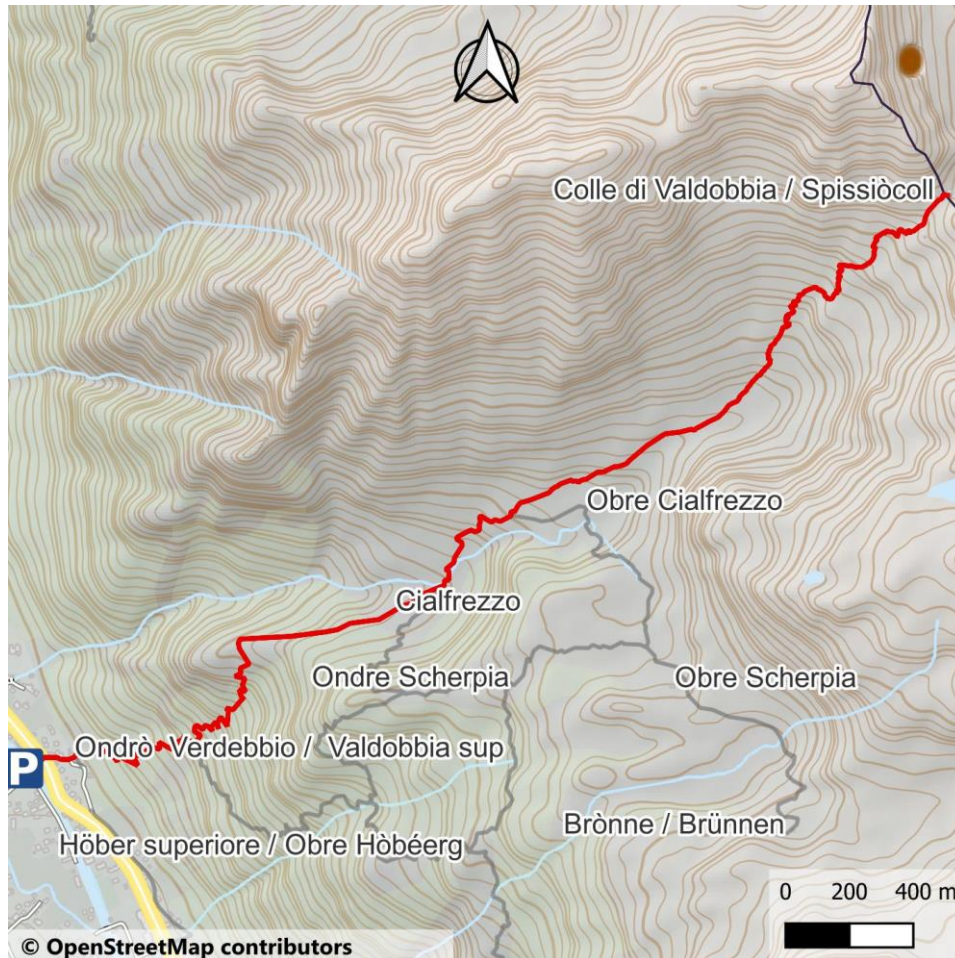 Colle di Valdobbia / Spissiòcoll
Obre Cialfrezzo
Cialfrezzo
Ondre Scherpia
Obre Scherpia
Ondrò Verdebbio / Valdobbia sup
P
Höber superiore / Obre Hòbéerg
Brònne / Brünnen
0 200 400 m
© OpenStreetMap contributors